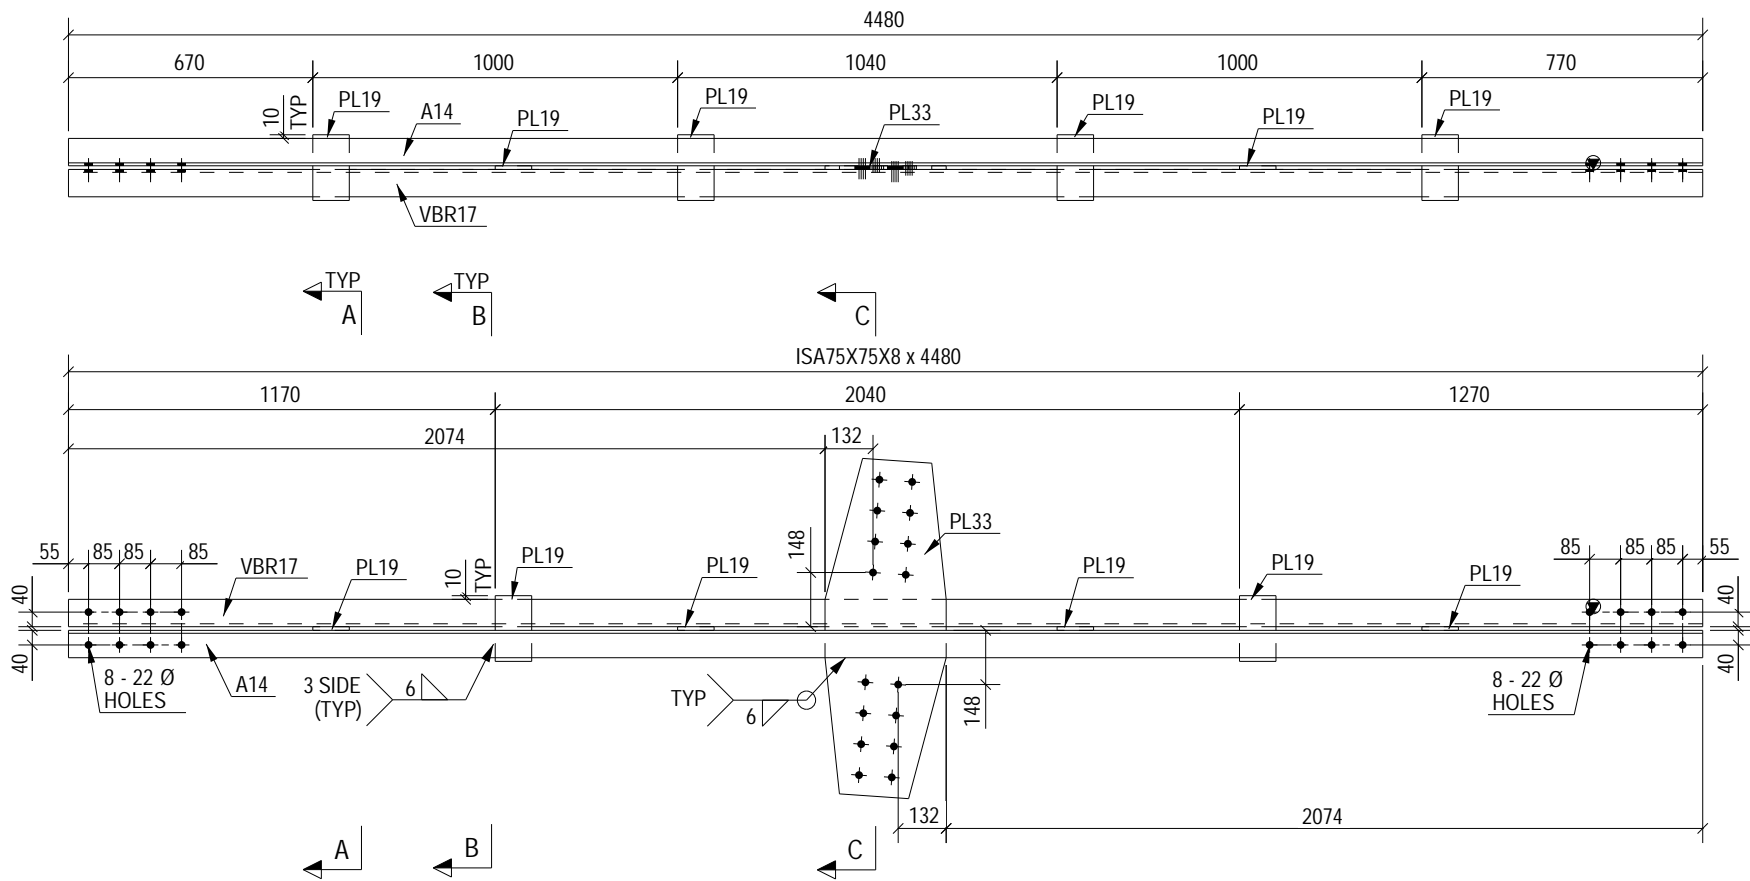 4480
670
1000
1040
1000
770
10
TYP
PL19
A14
PL19
PL19
PL33
PL19
PL19
PL19
VBR17
TYP
A
TYP
B
C
ISA75X75X8 x 4480
1170
2040
1270
2074
132
55
85
85
85
VBR17
PL19
10
TYP
PL19
PL19
148
PL33
PL19
PL19
PL19
85
85
85
55
40
40
40
40
8 - 22 Ø
HOLES
A14
3 SIDE
(TYP)
6
TYP
6
148
8 - 22 Ø
HOLES
132
2074
A
B
C